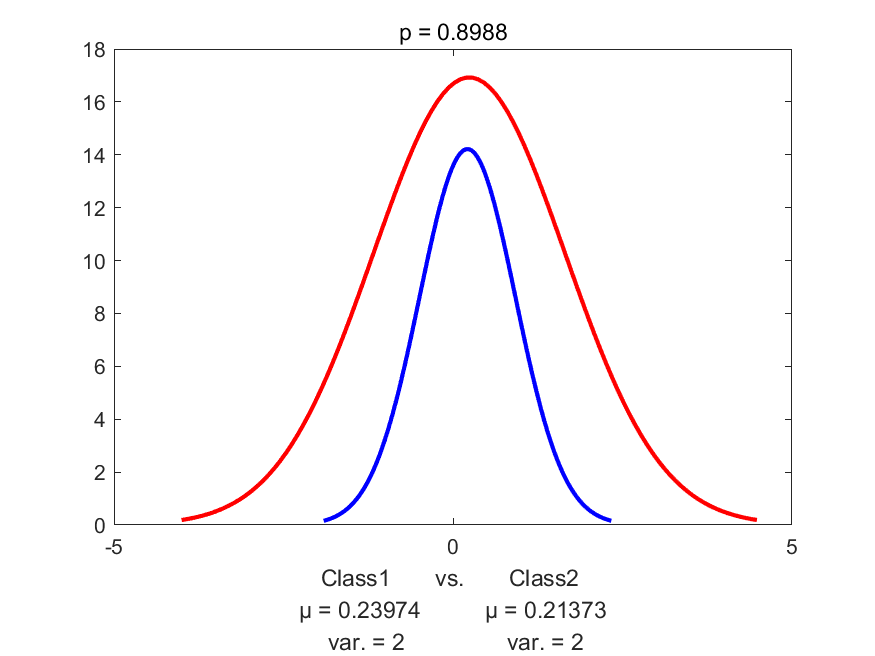 p = 0.8988
18
16
14
12
10
8
6
4
2
0
-5 0 5
Class1 vs. Class2
μ = 0.23974 μ = 0.21373
var. = 2 var. = 2